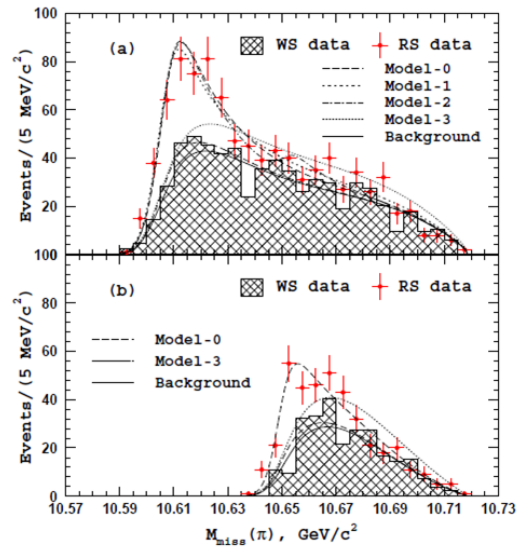 100
80
60
40
20
Events/(5 MeV/c²)
(a)
WS data
RS data
Model-0
Model-1
Model-2
Model-3
Background
100
80
60
40
20
0
Events/(5 MeV/c²)
(b)
WS data
RS data
Model-0
Model-3
Background
10.57 10.59 10.61 10.63 10.65 10.67 10.69 10.71 10.73
M_miss(π), GeV/c²